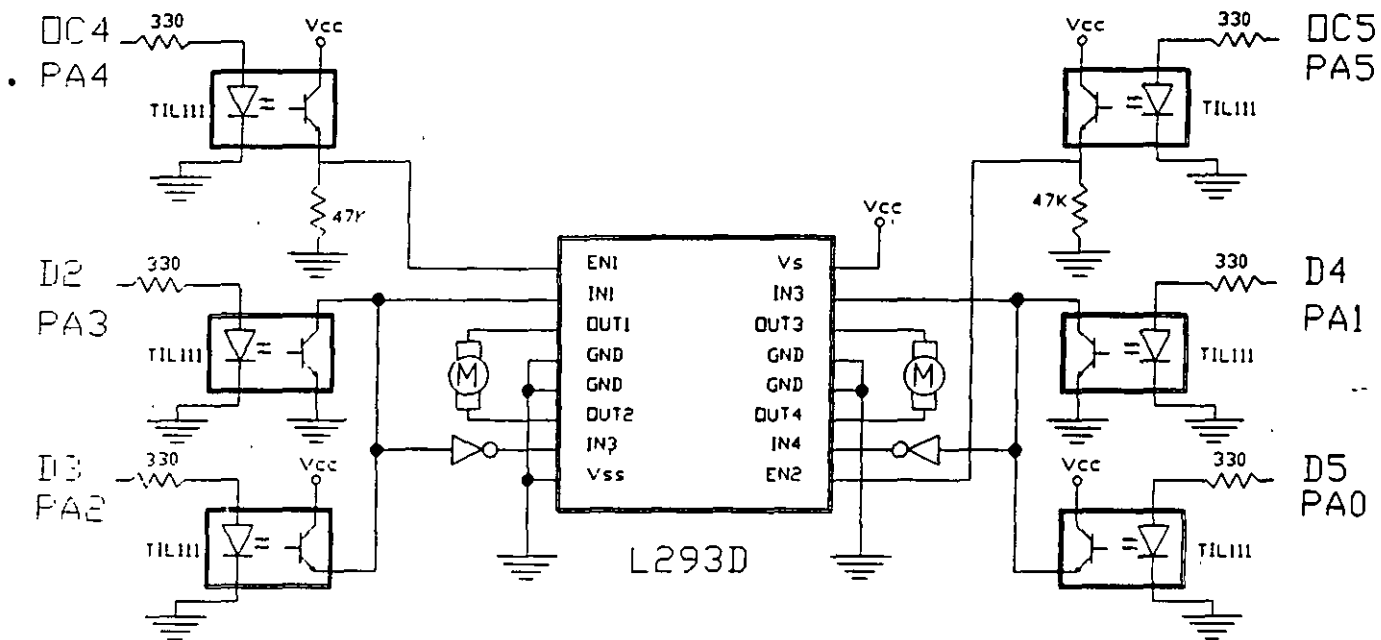 OC4
PA4
330
Vcc
TIL111
47K
Vcc
330
OC5
PA5
TIL111
47K
Vcc
D2
PA3
330
TIL111
D4
PA1
330
TIL111
D3
PA2
330
Vcc
TIL111
Vcc
330
D5
PA0
TIL111
EN1
IN1
OUT1
GND
GND
OUT2
IN3
Vss
Vs
IN3
OUT3
GND
GND
OUT4
IN4
EN2
M
M
L293D